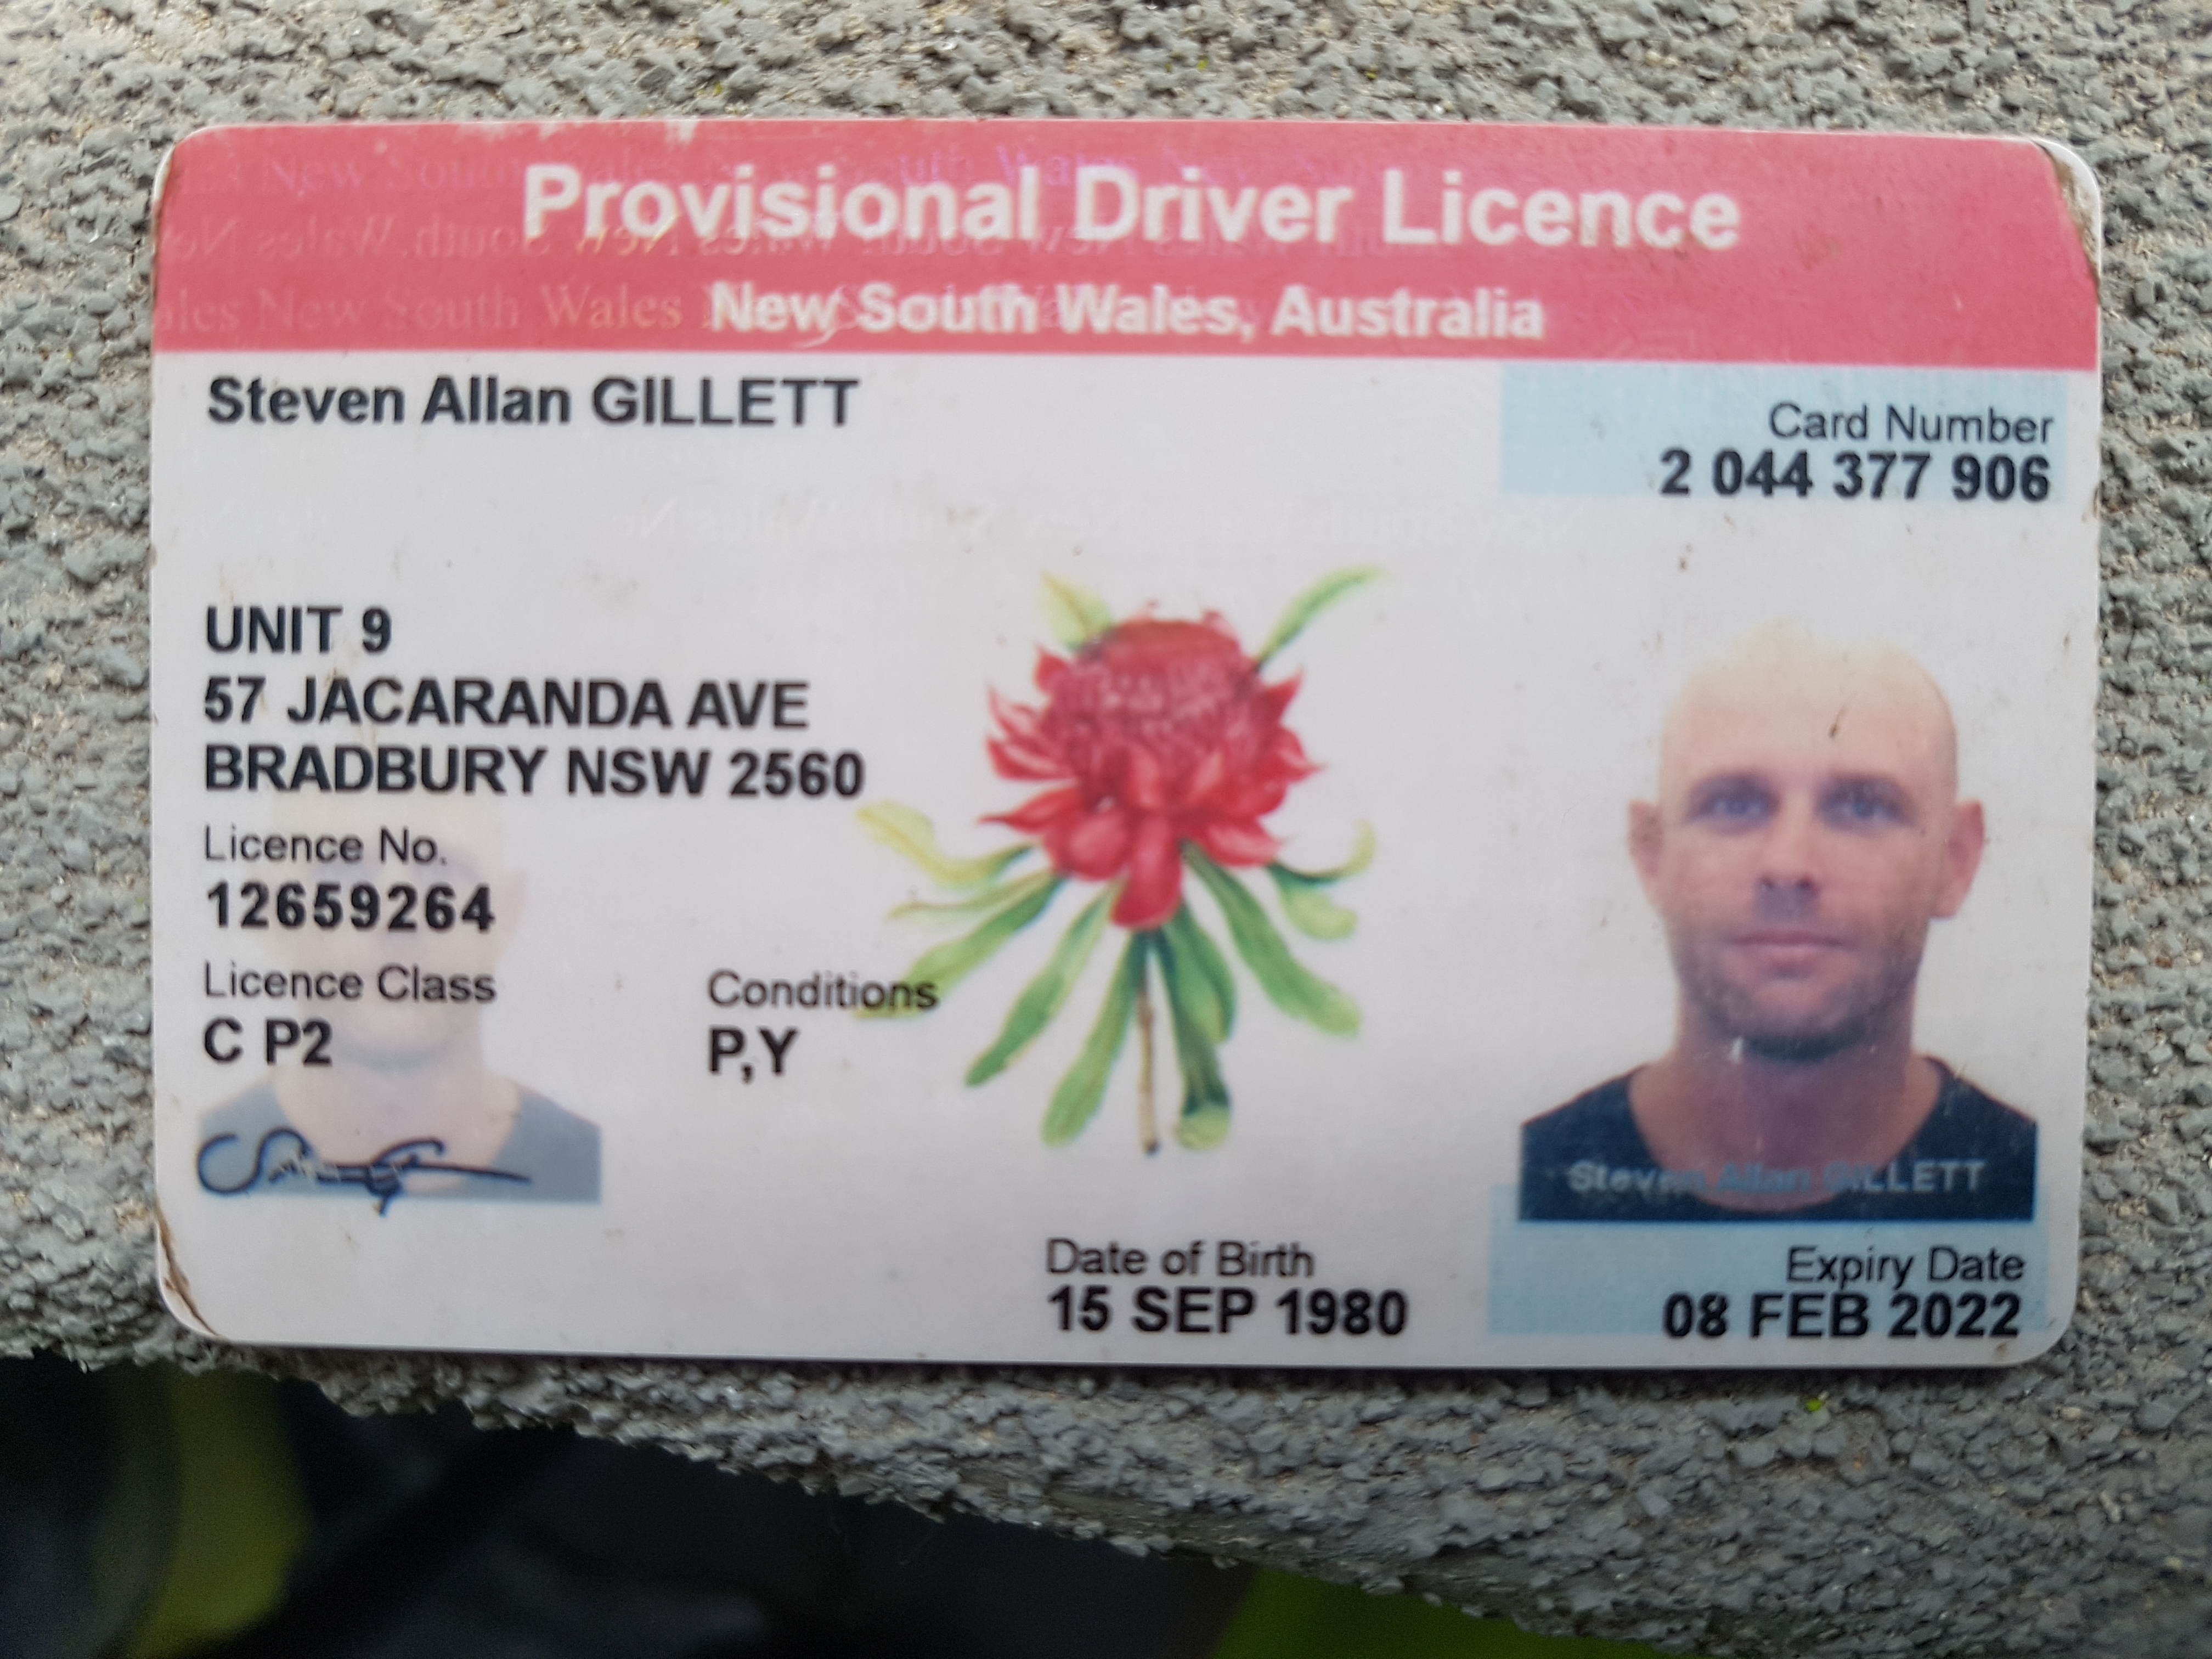 Provisional Driver Licence
New South Wales, Australia
Steven Allan GILLETT
Card Number
2 044 377 906
UNIT 9
57 JACARANDA AVE
BRADBURY NSW 2560
Licence No.
12659264
Licence Class
C P2
Conditions
P,Y
Steven Allan GILLETT
Date of Birth
15 SEP 1980
Expiry Date
08 FEB 2022